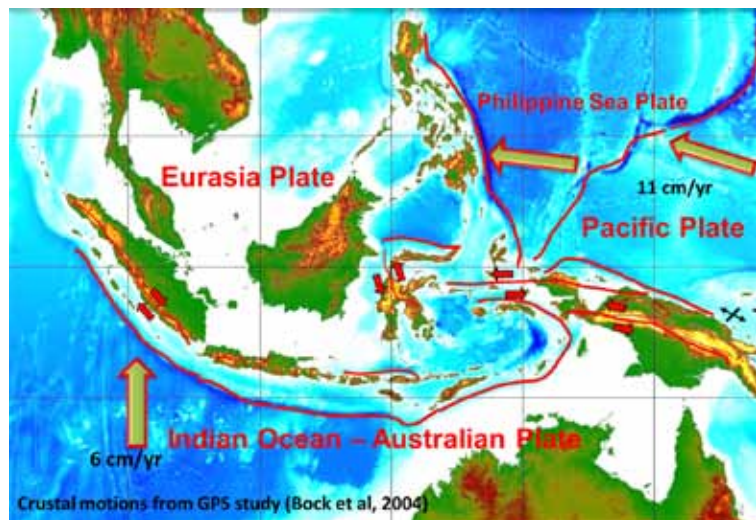 Philippine Sea Plate
Eurasia Plate
11 cm/yr
Pacific Plate
Indian Ocean – Australian Plate
6 cm/yr
Crustal motions from GPS study (Bock et al, 2004)